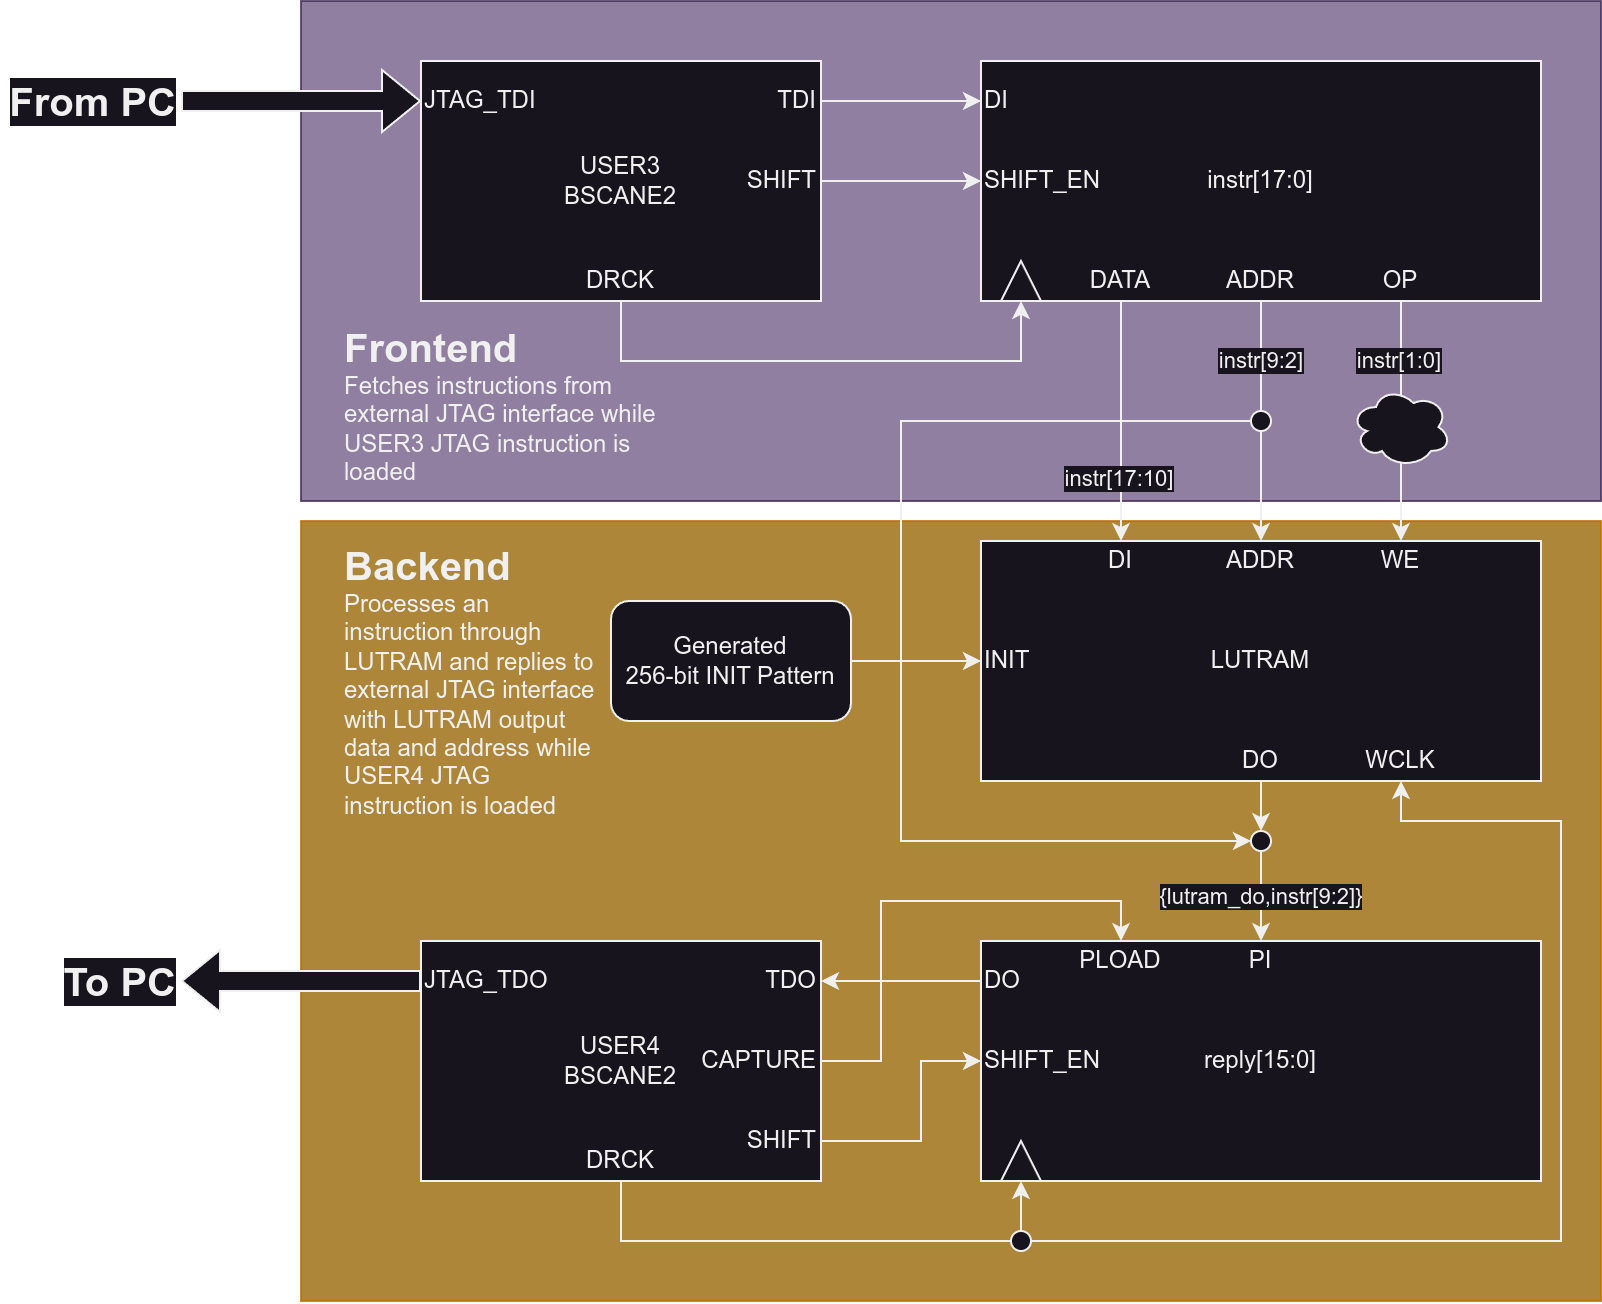 From PC
JTAG_TDI
TDI
USER3
BSCANE2
SHIFT
DRCK
DI
SHIFT_EN
instr[17:0]
DATA
ADDR
OP
Frontend
Fetches instructions from
external JTAG interface while
USER3 JTAG instruction is
loaded
instr[9:2]
instr[1:0]
instr[17:10]
Backend
Processes an
instruction through
LUTRAM and replies to
external JTAG interface
with LUTRAM output
data and address while
USER4 JTAG
instruction is loaded
Generated
256-bit INIT Pattern
DI
ADDR
WE
INIT
LUTRAM
DO
WCLK
{lutram_do,instr[9:2]}
To PC
JTAG_TDO
TDO
USER4
BSCANE2
CAPTURE
SHIFT
DRCK
PLOAD
PI
DO
SHIFT_EN
reply[15:0]